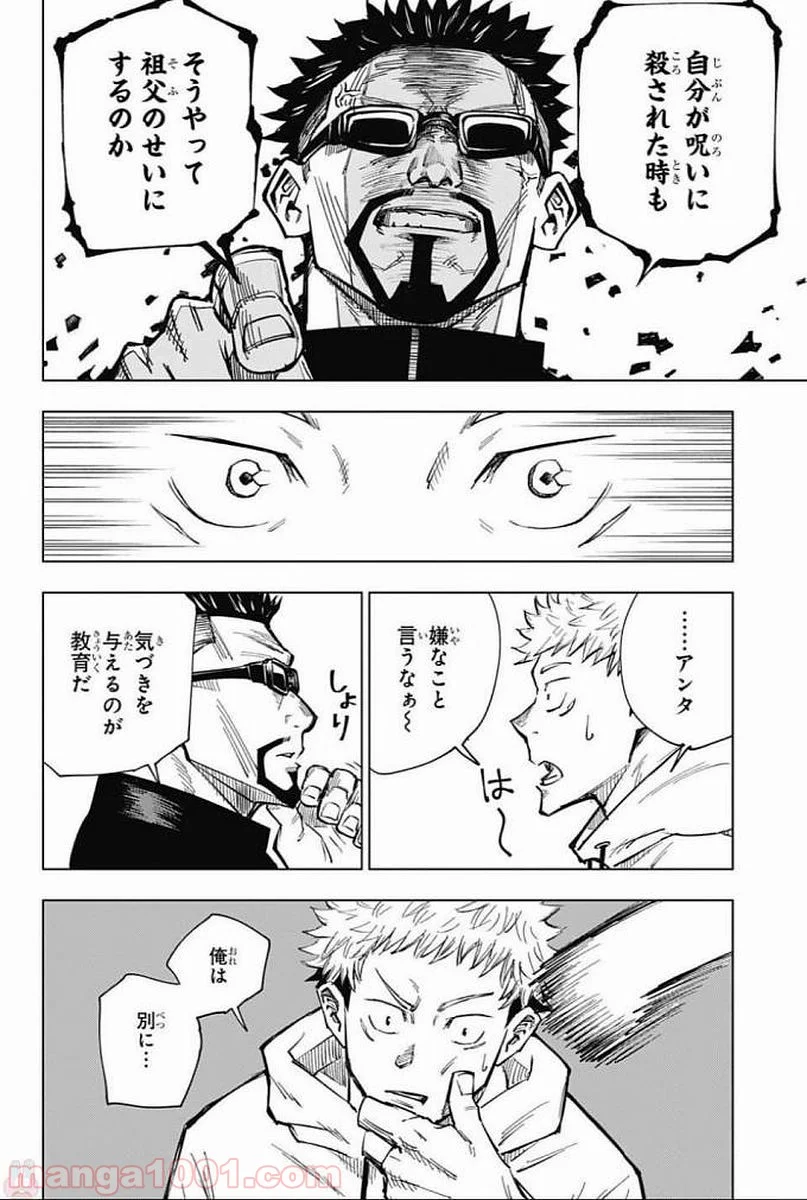 自分が呪いに
殺された時も
そうやって
祖父のせいに
するのか
……アンタ
嫌なこと
言うなぁ〜
は〜
気づきを
与えるのが
教育だ
しょり
俺は
別に…
manga1001.com